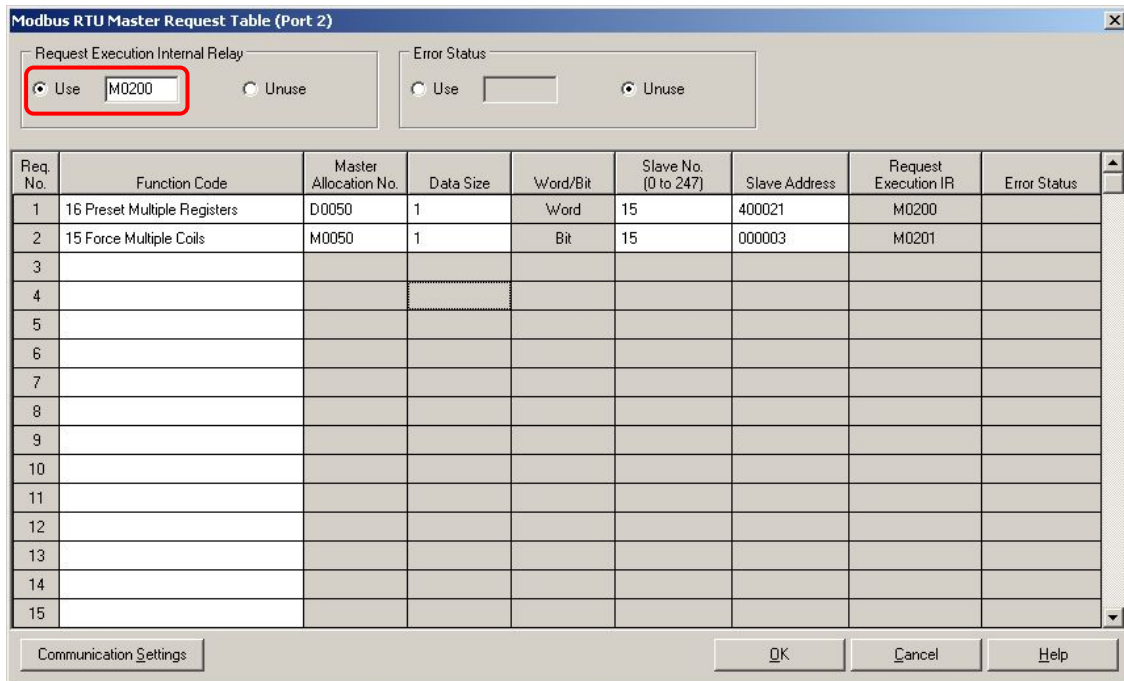 Modbus RTU Master Request Table (Port 2)
Request Execution Internal Relay
Use M0200 Unuse
Error Status
Use Unuse
Req. No. Function Code Master Allocation No. Data Size Word/Bit Slave No. (0 to 247) Slave Address Request Execution IR Error Status
1 16 Preset Multiple Registers D0050 1 Word 15 400021 M0200
2 15 Force Multiple Coils M0050 1 Bit 15 000003 M0201
3
4
5
6
7
8
9
10
11
12
13
14
15
Communication Settings OK Cancel Help